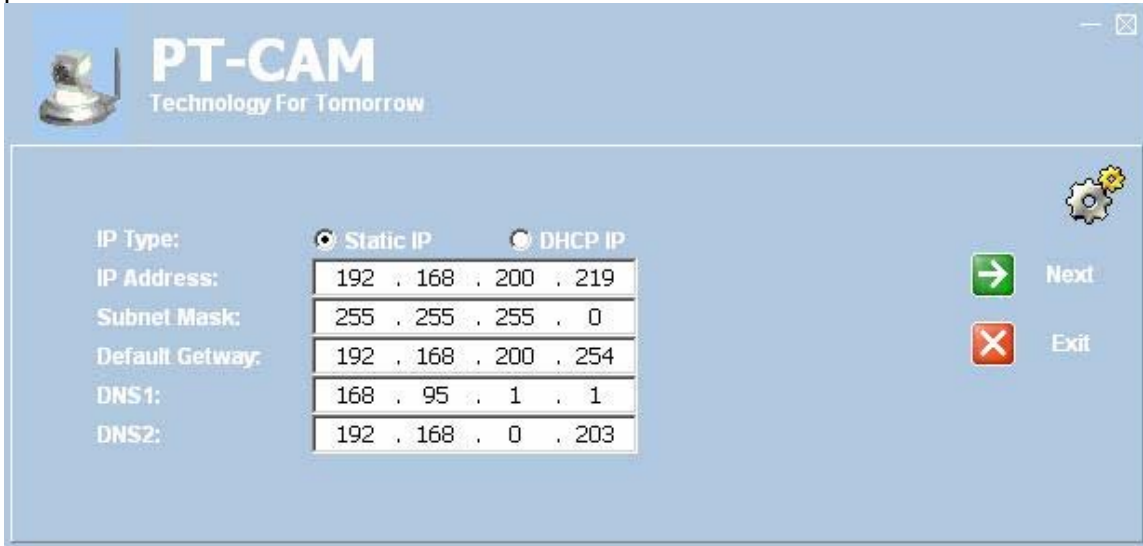 PT-CAM
Technology For Tomorrow
IP Type: Static IP DHCP IP
IP Address: 192 . 168 . 200 . 219
Subnet Mask: 255 . 255 . 255 . 0
Default Getway: 192 . 168 . 200 . 254
DNS1: 168 . 95 . 1 . 1
DNS2: 192 . 168 . 0 . 203
Next
Exit